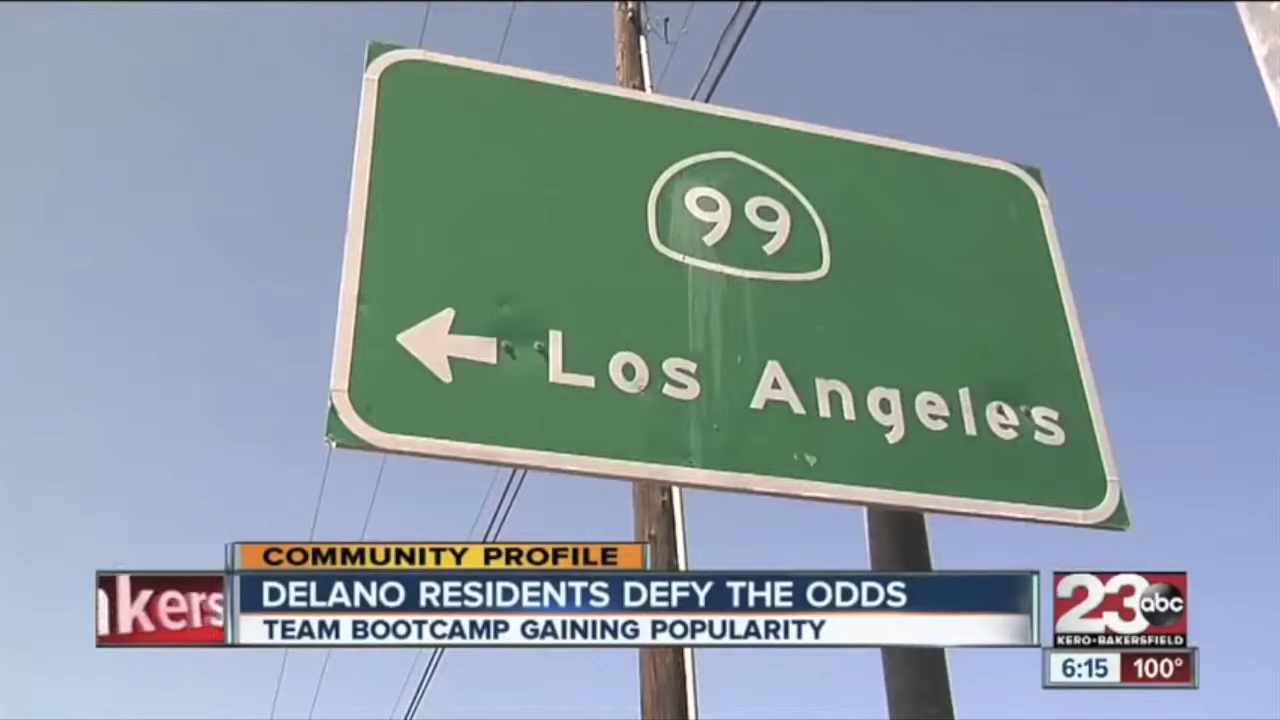 99
Los Angeles
COMMUNITY PROFILE
DELANO RESIDENTS DEFY THE ODDS
TEAM BOOTCAMP GAINING POPULARITY
kers
23 abc
KERO·BAKERSFIELD
6:15 100°